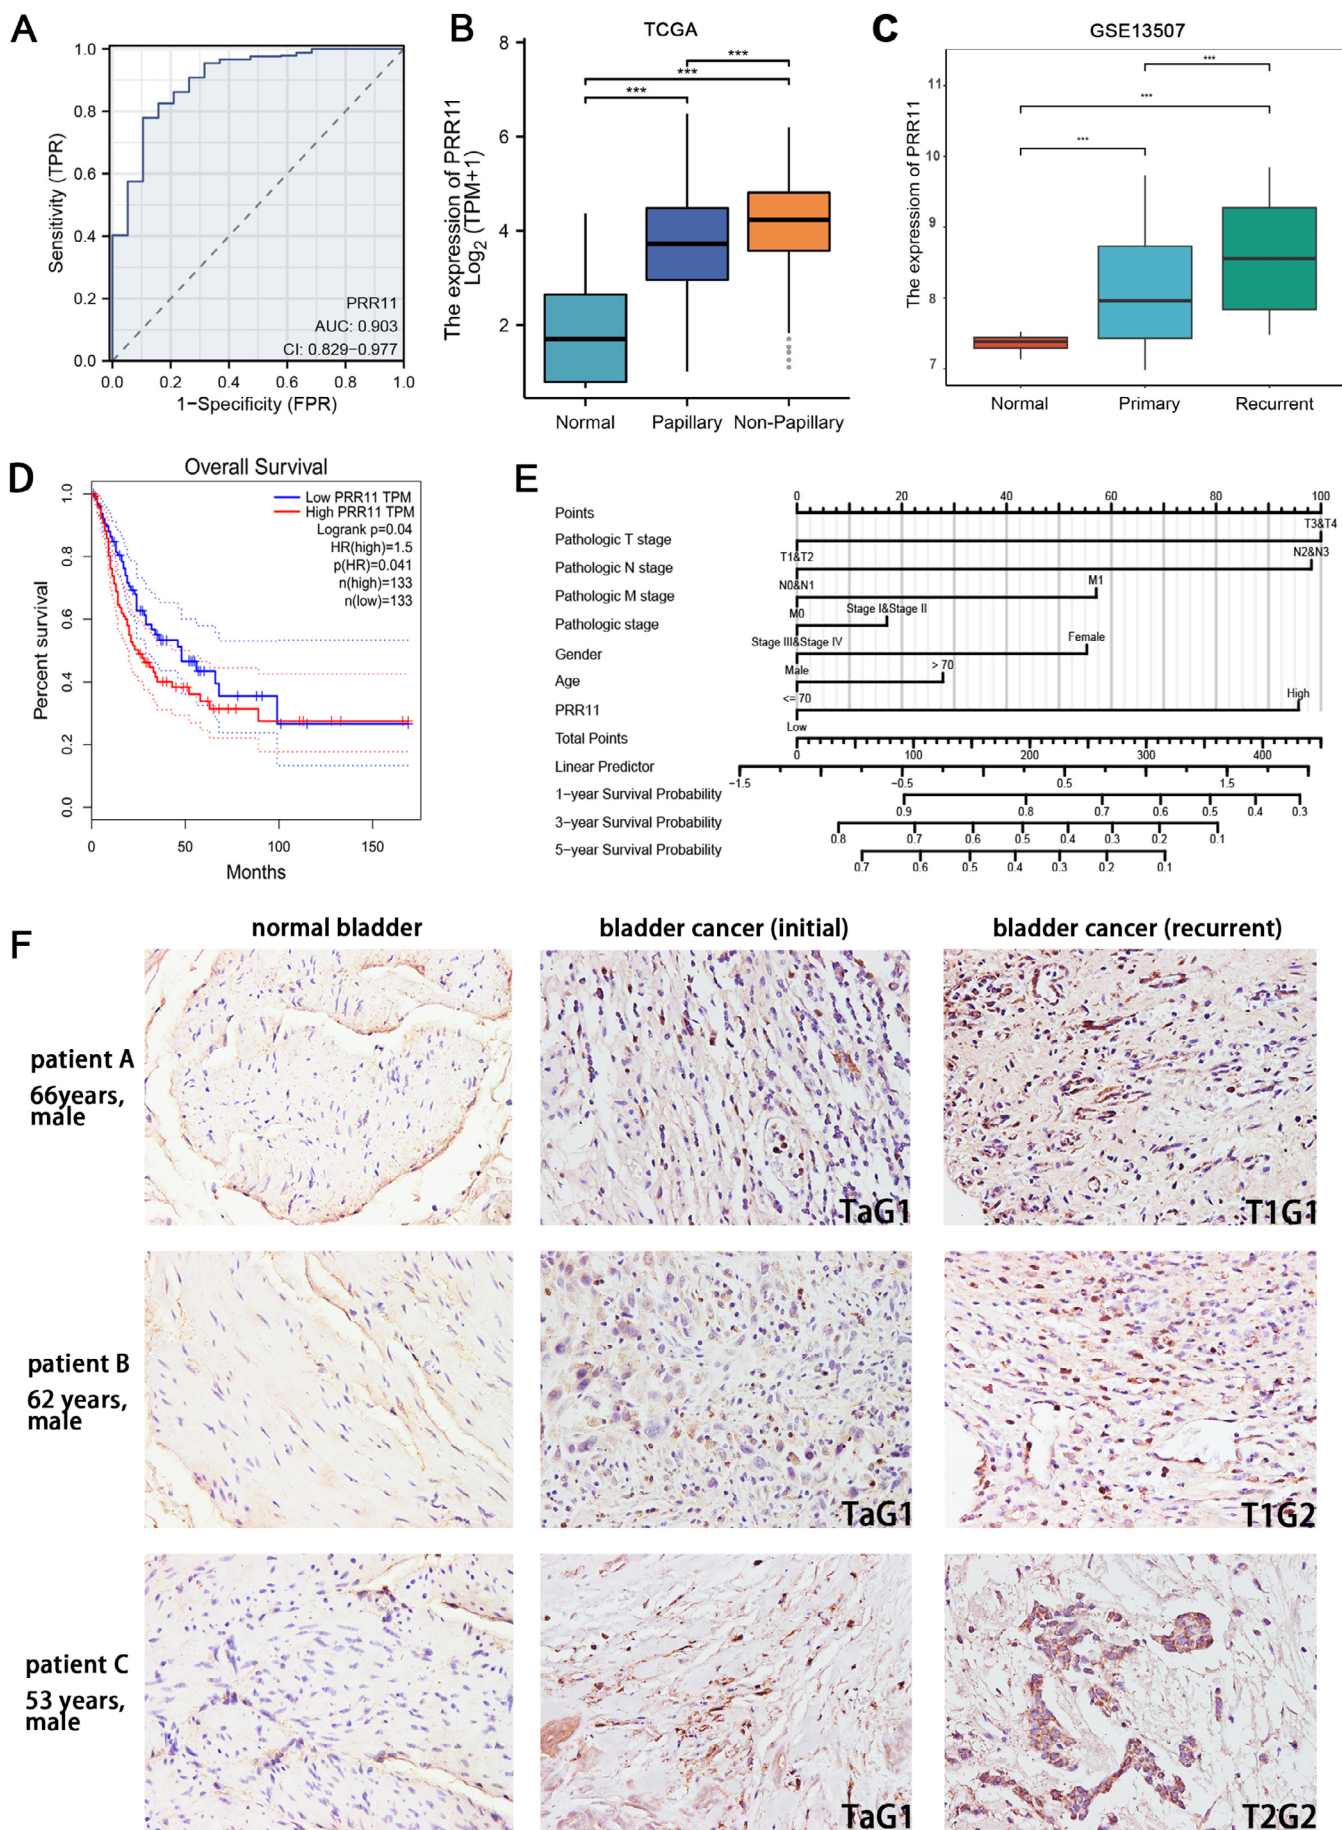 A
1.0
0.8
0.6
0.4
0.2
0.0
Sensitivity (TPR)
PRR11
AUC: 0.903
CI: 0.829−0.977
0.0 0.2 0.4 0.6 0.8 1.0
1−Specificity (FPR)
B
TCGA
8
6
4
2
The expression of PRR11
Log2 (TPM+1)
***
***
***
Normal Papillary Non-Papillary
C
GSE13507
11
10
9
8
7
The expressiom of PRR11
***
***
***
Normal Primary Recurrent
D
Overall Survival
Low PRR11 TPM
High PRR11 TPM
Logrank p=0.04
HR(high)=1.5
p(HR)=0.041
n(high)=133
n(low)=133
1.0
0.8
0.6
0.4
0.2
0.0
Percent survival
0 50 100 150
Months
E
0 20 40 60 80 100
Points
T3&T4
Pathologic T stage
T1&T2
N2&N3
Pathologic N stage
N0&N1
M1
Pathologic M stage
M0
Stage I&Stage II
Pathologic stage
Stage III&Stage IV
Female
Gender
Male
> 70
Age
<= 70
High
PRR11
Low
Total Points
0 100 200 300 400
Linear Predictor
−1.5 −0.5 0.5 1.5
1-year Survival Probability
0.9 0.8 0.7 0.6 0.5 0.4 0.3
3-year Survival Probability
0.8 0.7 0.6 0.5 0.4 0.3 0.2 0.1
5-year Survival Probability
0.7 0.6 0.5 0.4 0.3 0.2 0.1
F
normal bladder bladder cancer (initial) bladder cancer (recurrent)
patient A
66years,
male
TaG1 T1G1
patient B
62 years,
male
TaG1 T1G2
patient C
53 years,
male
TaG1 T2G2